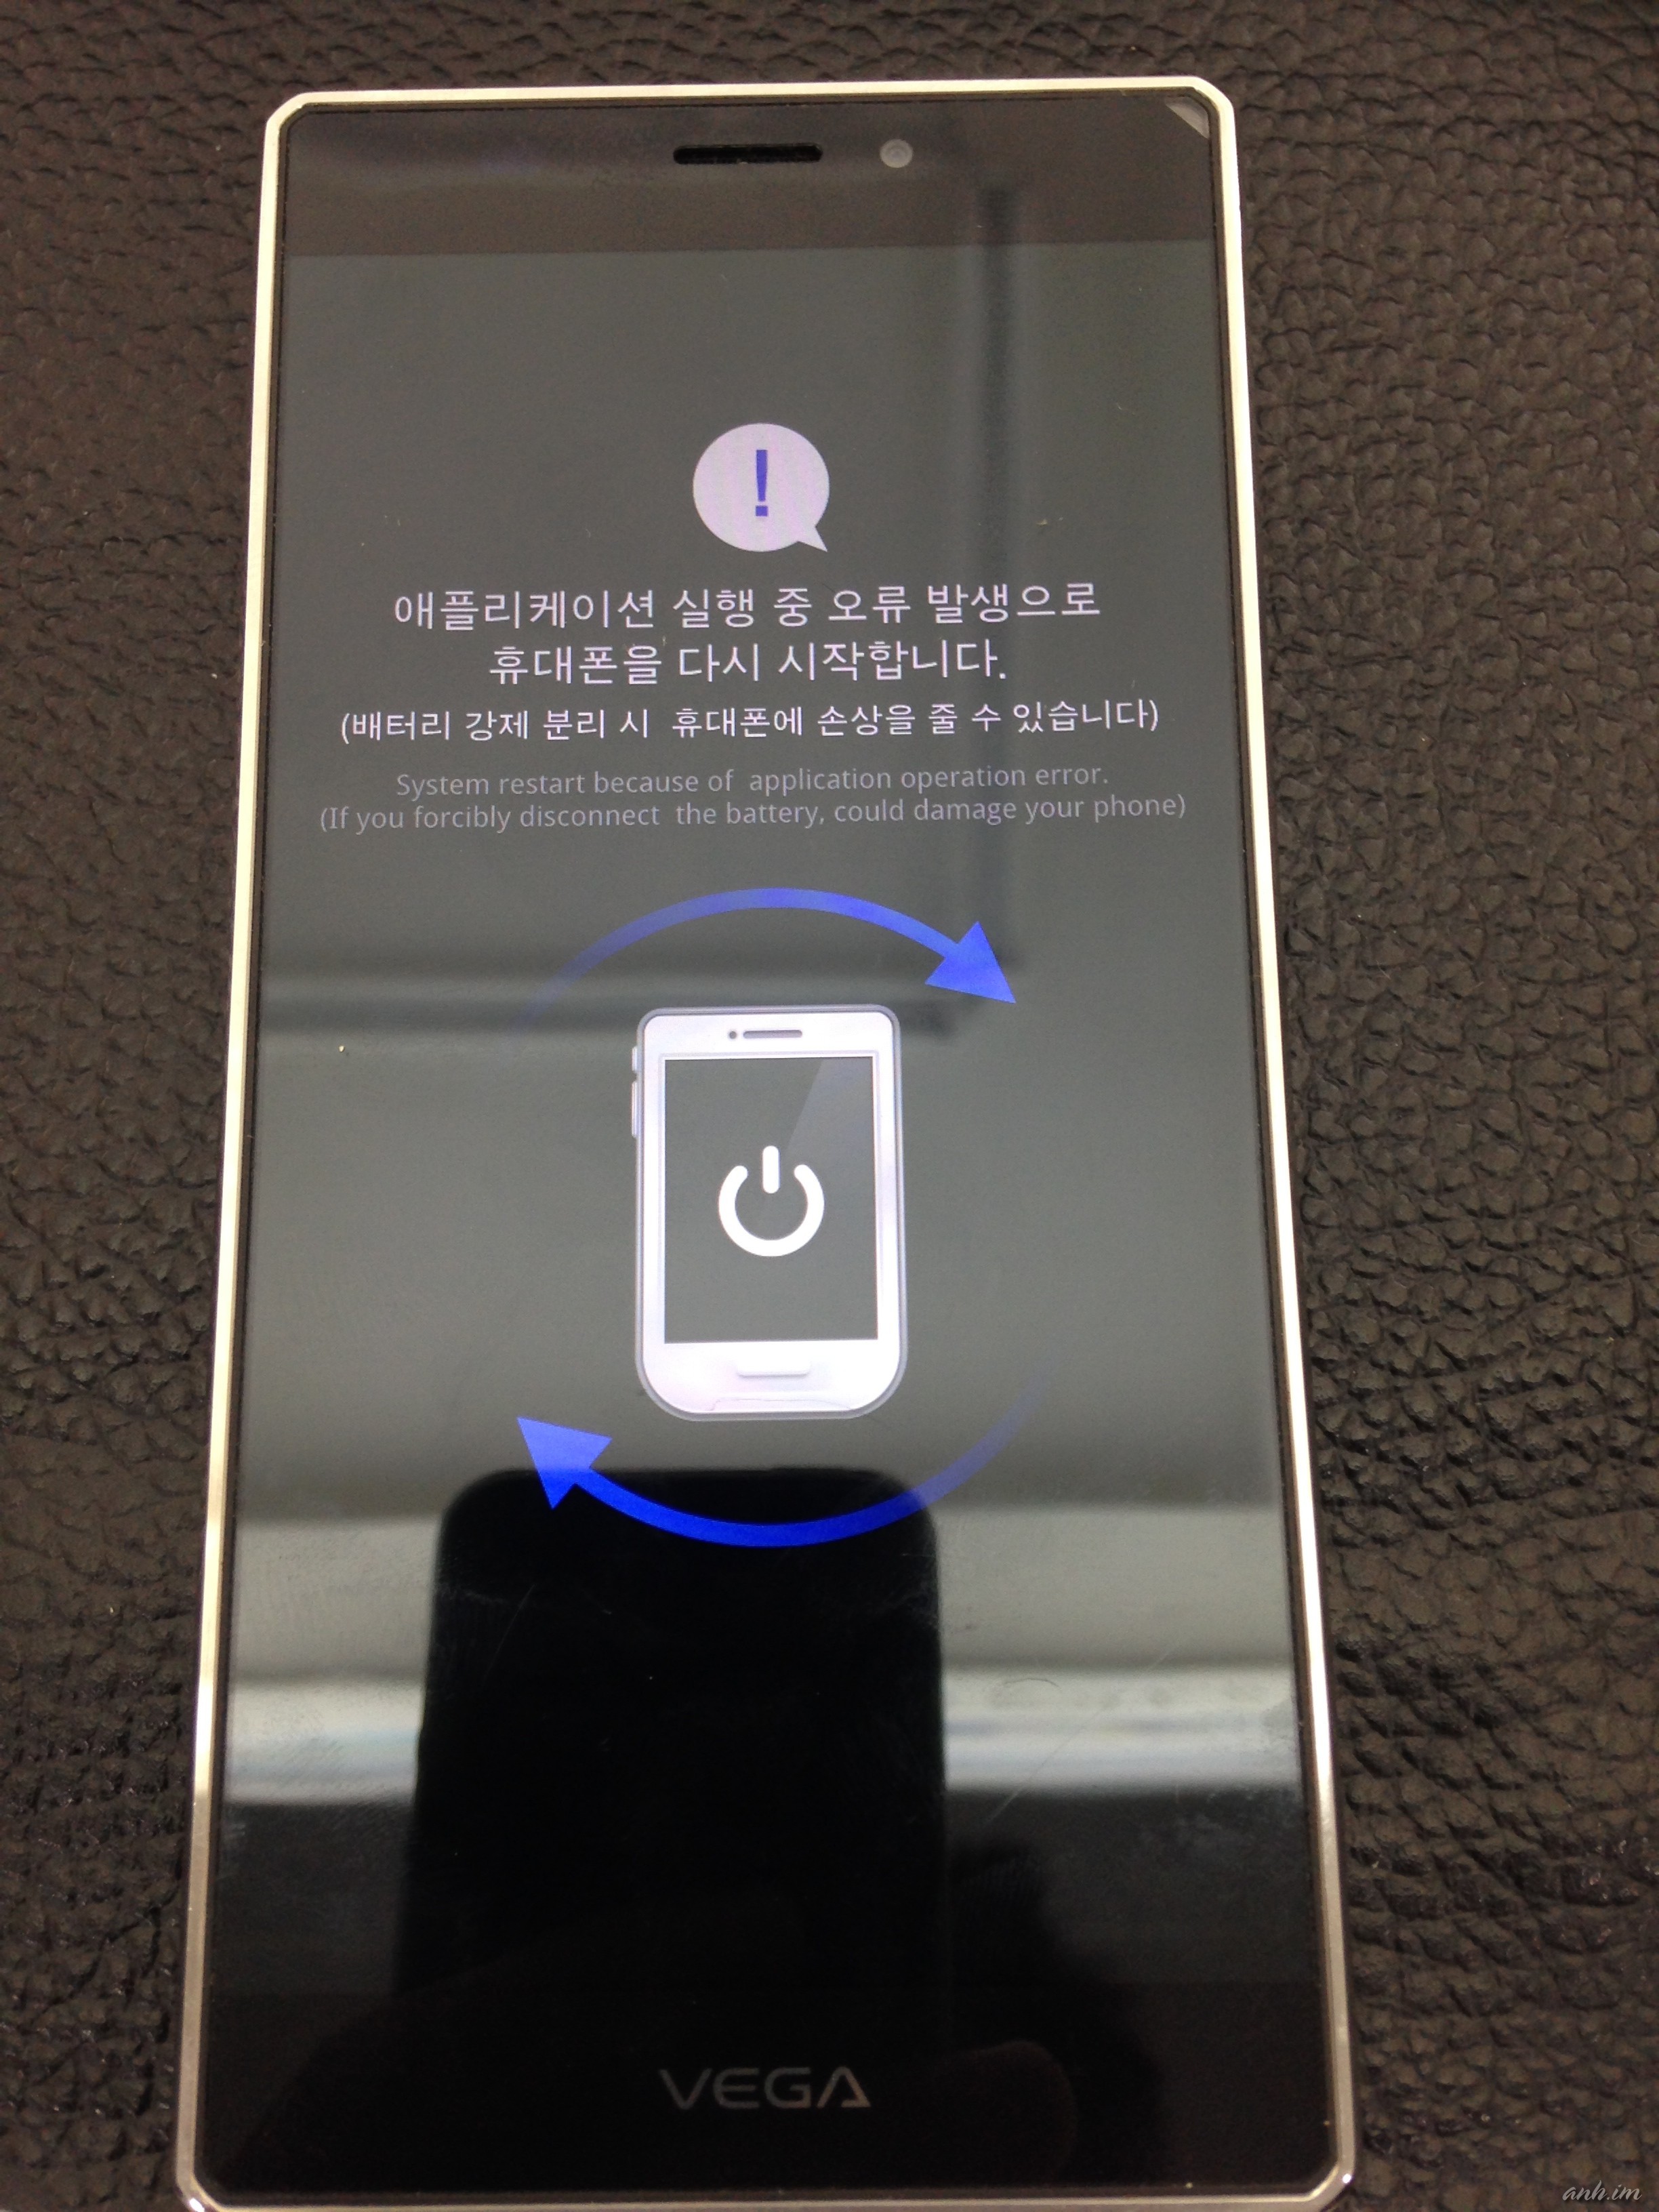 !
애플리케이션 실행 중 오류 발생으로
휴대폰을 다시 시작합니다.
(배터리 강제 분리 시  휴대폰에 손상을 줄 수 있습니다)
System restart because of  application operation error.
(If you forcibly disconnect  the battery, could damage your phone)
VEGA
anh.im